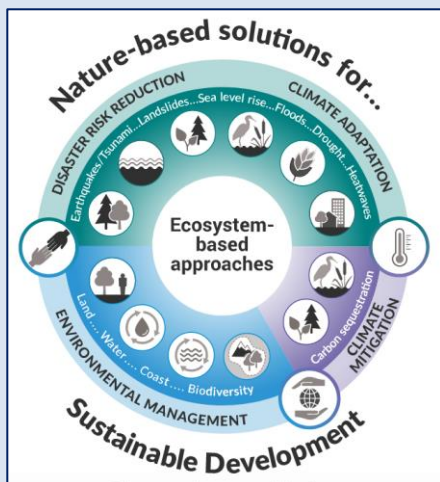 Nature-based solutions for...
DISASTER RISK REDUCTION
CLIMATE ADAPTATION
Earthquakes/Tsunami...Landslides...Sea level rise...Floods...Drought...Heatwaves
Ecosystem-
based
approaches
Carbon sequestration
CLIMATE
MITIGATION
Land.... Water.... Coast.... Biodiversity
ENVIRONMENTAL MANAGEMENT
Sustainable Development